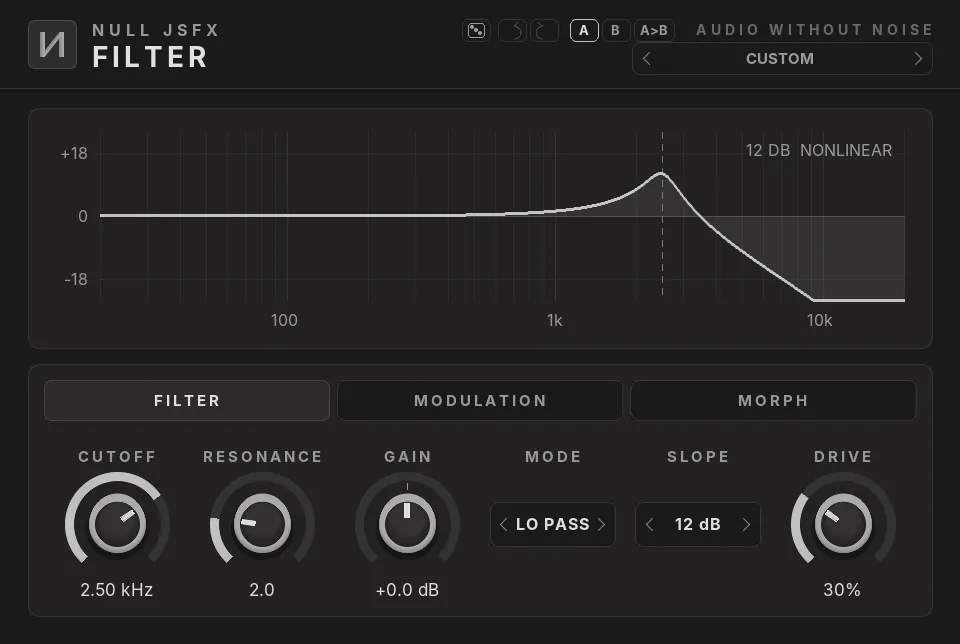 NULL JSFX
FILTER
A B A>B AUDIO WITHOUT NOISE
CUSTOM
12 DB NONLINEAR
+18
0
-18
100 1k 10k
FILTER MODULATION MORPH
CUTOFF RESONANCE GAIN MODE SLOPE DRIVE
LO PASS 12 dB
2.50 kHz 2.0 +0.0 dB 30%